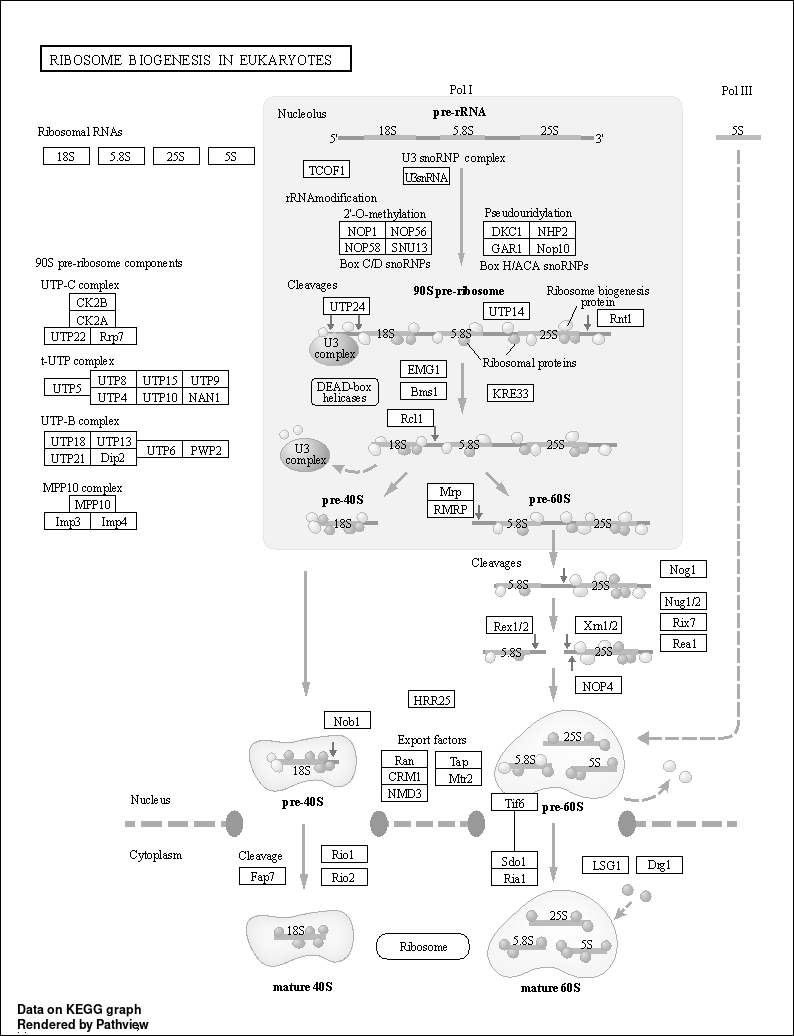 RIBOSOME BIOGENESIS IN EUKARYOTES
Pol I
Pol III
Nucleolus
pre-rRNA
Ribosomal RNAs
18S 5.8S 25S 5S
5' 18S 5.8S 25S 3'
5S
U3 snoRNP complex
TCOF1
U3snRNA
rRNAmodification
2'-O-methylation
NOP1 NOP56
NOP58 SNU13
Box C/D snoRNPs
Pseudouridylation
DKC1 NHP2
GAR1 Nop10
Box H/ACA snoRNPs
90S pre-ribosome components
UTP-C complex
CK2B
CK2A
UTP22 Rrp7
t-UTP complex
UTP5
UTP8 UTP15 UTP9
UTP4 UTP10 NAN1
UTP-B complex
UTP18 UTP13
UTP21 Dip2
UTP6 PWP2
MPP10 complex
MPP10
Imp3 Imp4
Cleavages
90S pre-ribosome
Ribosome biogenesis
protein
UTP24
UTP14
Rnt1
18S 5.8S 25S
U3
complex
Ribosomal proteins
EMG1
Bms1
KRE33
DEAD-box
helicases
Rcl1
18S 5.8S 25S
U3
complex
pre-40S
Mrp
RMRP
pre-60S
18S
5.8S 25S
Cleavages
Nog1
5.8S 25S
Nug1/2
Rix7
Rea1
Rex1/2
Xrn1/2
5.8S 25S
NOP4
HRR25
Nob1
18S
pre-40S
Export factors
Ran
CRM1
NMD3
Tap
Mtr2
25S
5.8S
5S
Tif6
pre-60S
Nucleus
Cytoplasm
Cleavage
Fap7
Rio1
Rio2
Sdo1
Ria1
LSG1
Drg1
18S
mature 40S
Ribosome
25S
5.8S
5S
mature 60S
Data on KEGG graph
Rendered by Pathview